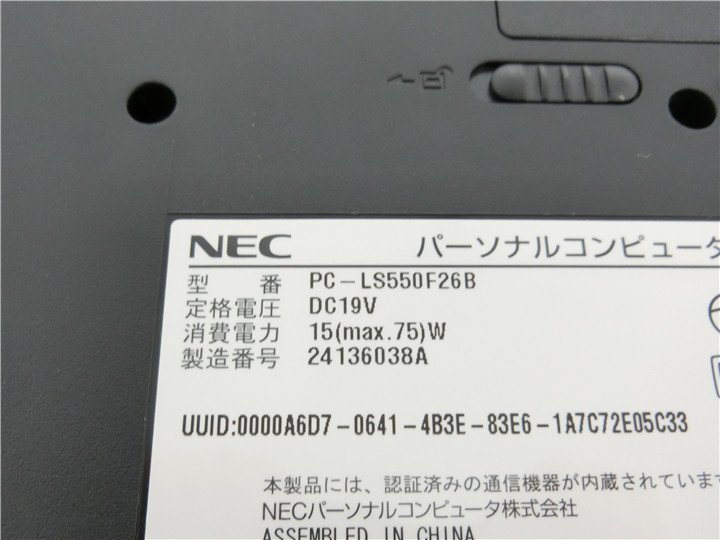 NEC パーソナルコンピュータ
型 番 PC-LS550F26B
定格電圧 DC19V
消費電力 15(max.75)W
製造番号 24136038A
UUID:0000A6D7-0641-4B3E-83E6-1A7C72E05C33
本製品には、認証済みの通信機器が内蔵されています
NECパーソナルコンピュータ株式会社
ASSEMBLED IN CHINA